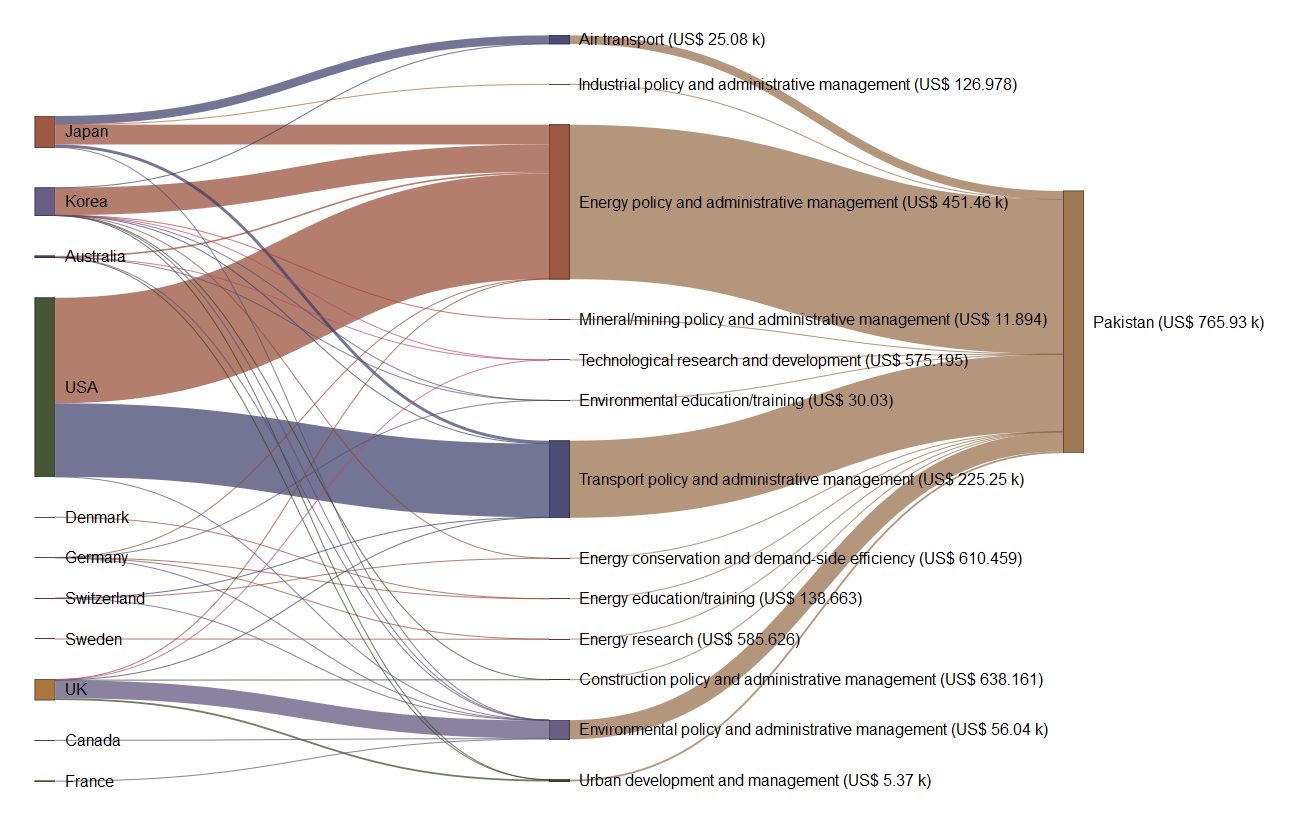 Japan
Korea
Australia
USA
Denmark
Germany
Switzerland
Sweden
UK
Canada
France
Air transport (US$ 25.08 k)
Industrial policy and administrative management (US$ 126.978)
Energy policy and administrative management (US$ 451.46 k)
Mineral/mining policy and administrative management (US$ 11.894)
Technological research and development (US$ 575.195)
Environmental education/training (US$ 30.03)
Transport policy and administrative management (US$ 225.25 k)
Energy conservation and demand-side efficiency (US$ 610.459)
Energy education/training (US$ 138.663)
Energy research (US$ 585.626)
Construction policy and administrative management (US$ 638.161)
Environmental policy and administrative management (US$ 56.04 k)
Urban development and management (US$ 5.37 k)
Pakistan (US$ 765.93 k)